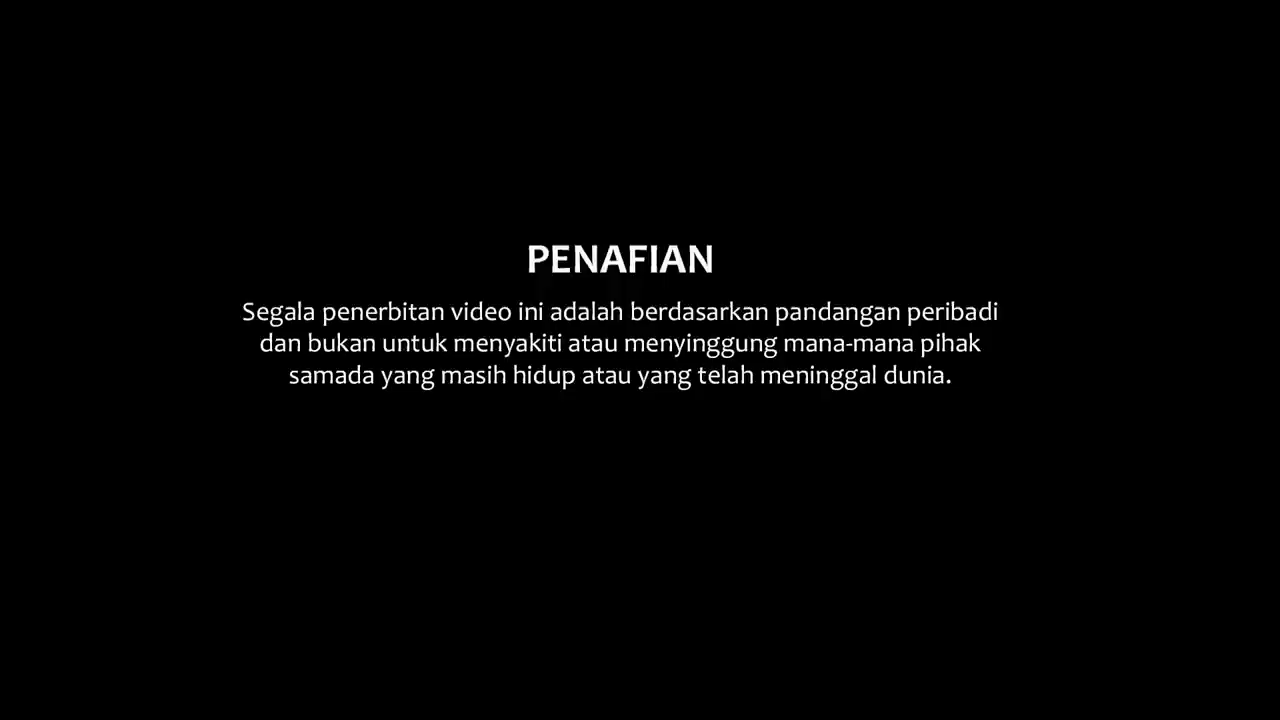 PENAFIAN
Segala penerbitan video ini adalah berdasarkan pandangan peribadi
dan bukan untuk menyakiti atau menyinggung mana-mana pihak
samada yang masih hidup atau yang telah meninggal dunia.